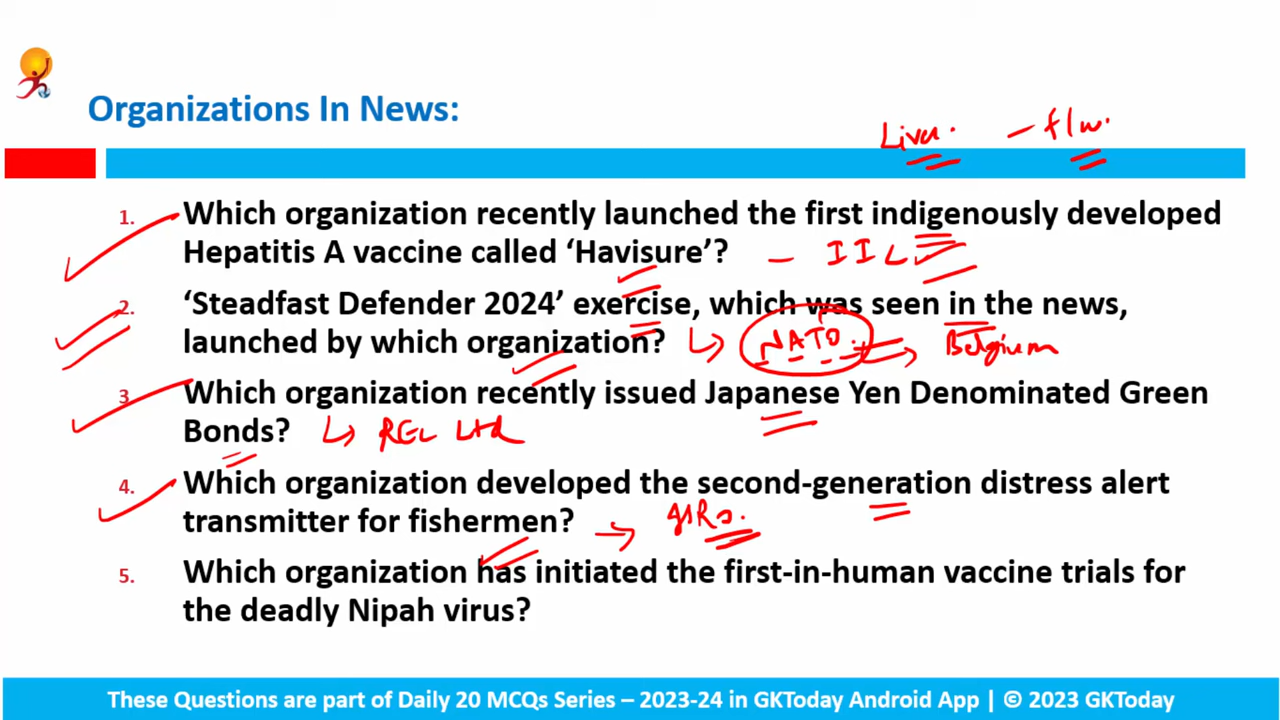 Organizations In News:
Liver. – flu.
1. Which organization recently launched the first indigenously developed
Hepatitis A vaccine called ‘Havisure’? – IIL
2. ‘Steadfast Defender 2024’ exercise, which was seen in the news,
launched by which organization? ↳ NATO → Belgium
3. Which organization recently issued Japanese Yen Denominated Green
Bonds? ↳ REC Ltd
4. Which organization developed the second-generation distress alert
transmitter for fishermen? →
5. Which organization has initiated the first-in-human vaccine trials for
the deadly Nipah virus?
These Questions are part of Daily 20 MCQs Series – 2023-24 in GKToday Android App | © 2023 GKToday